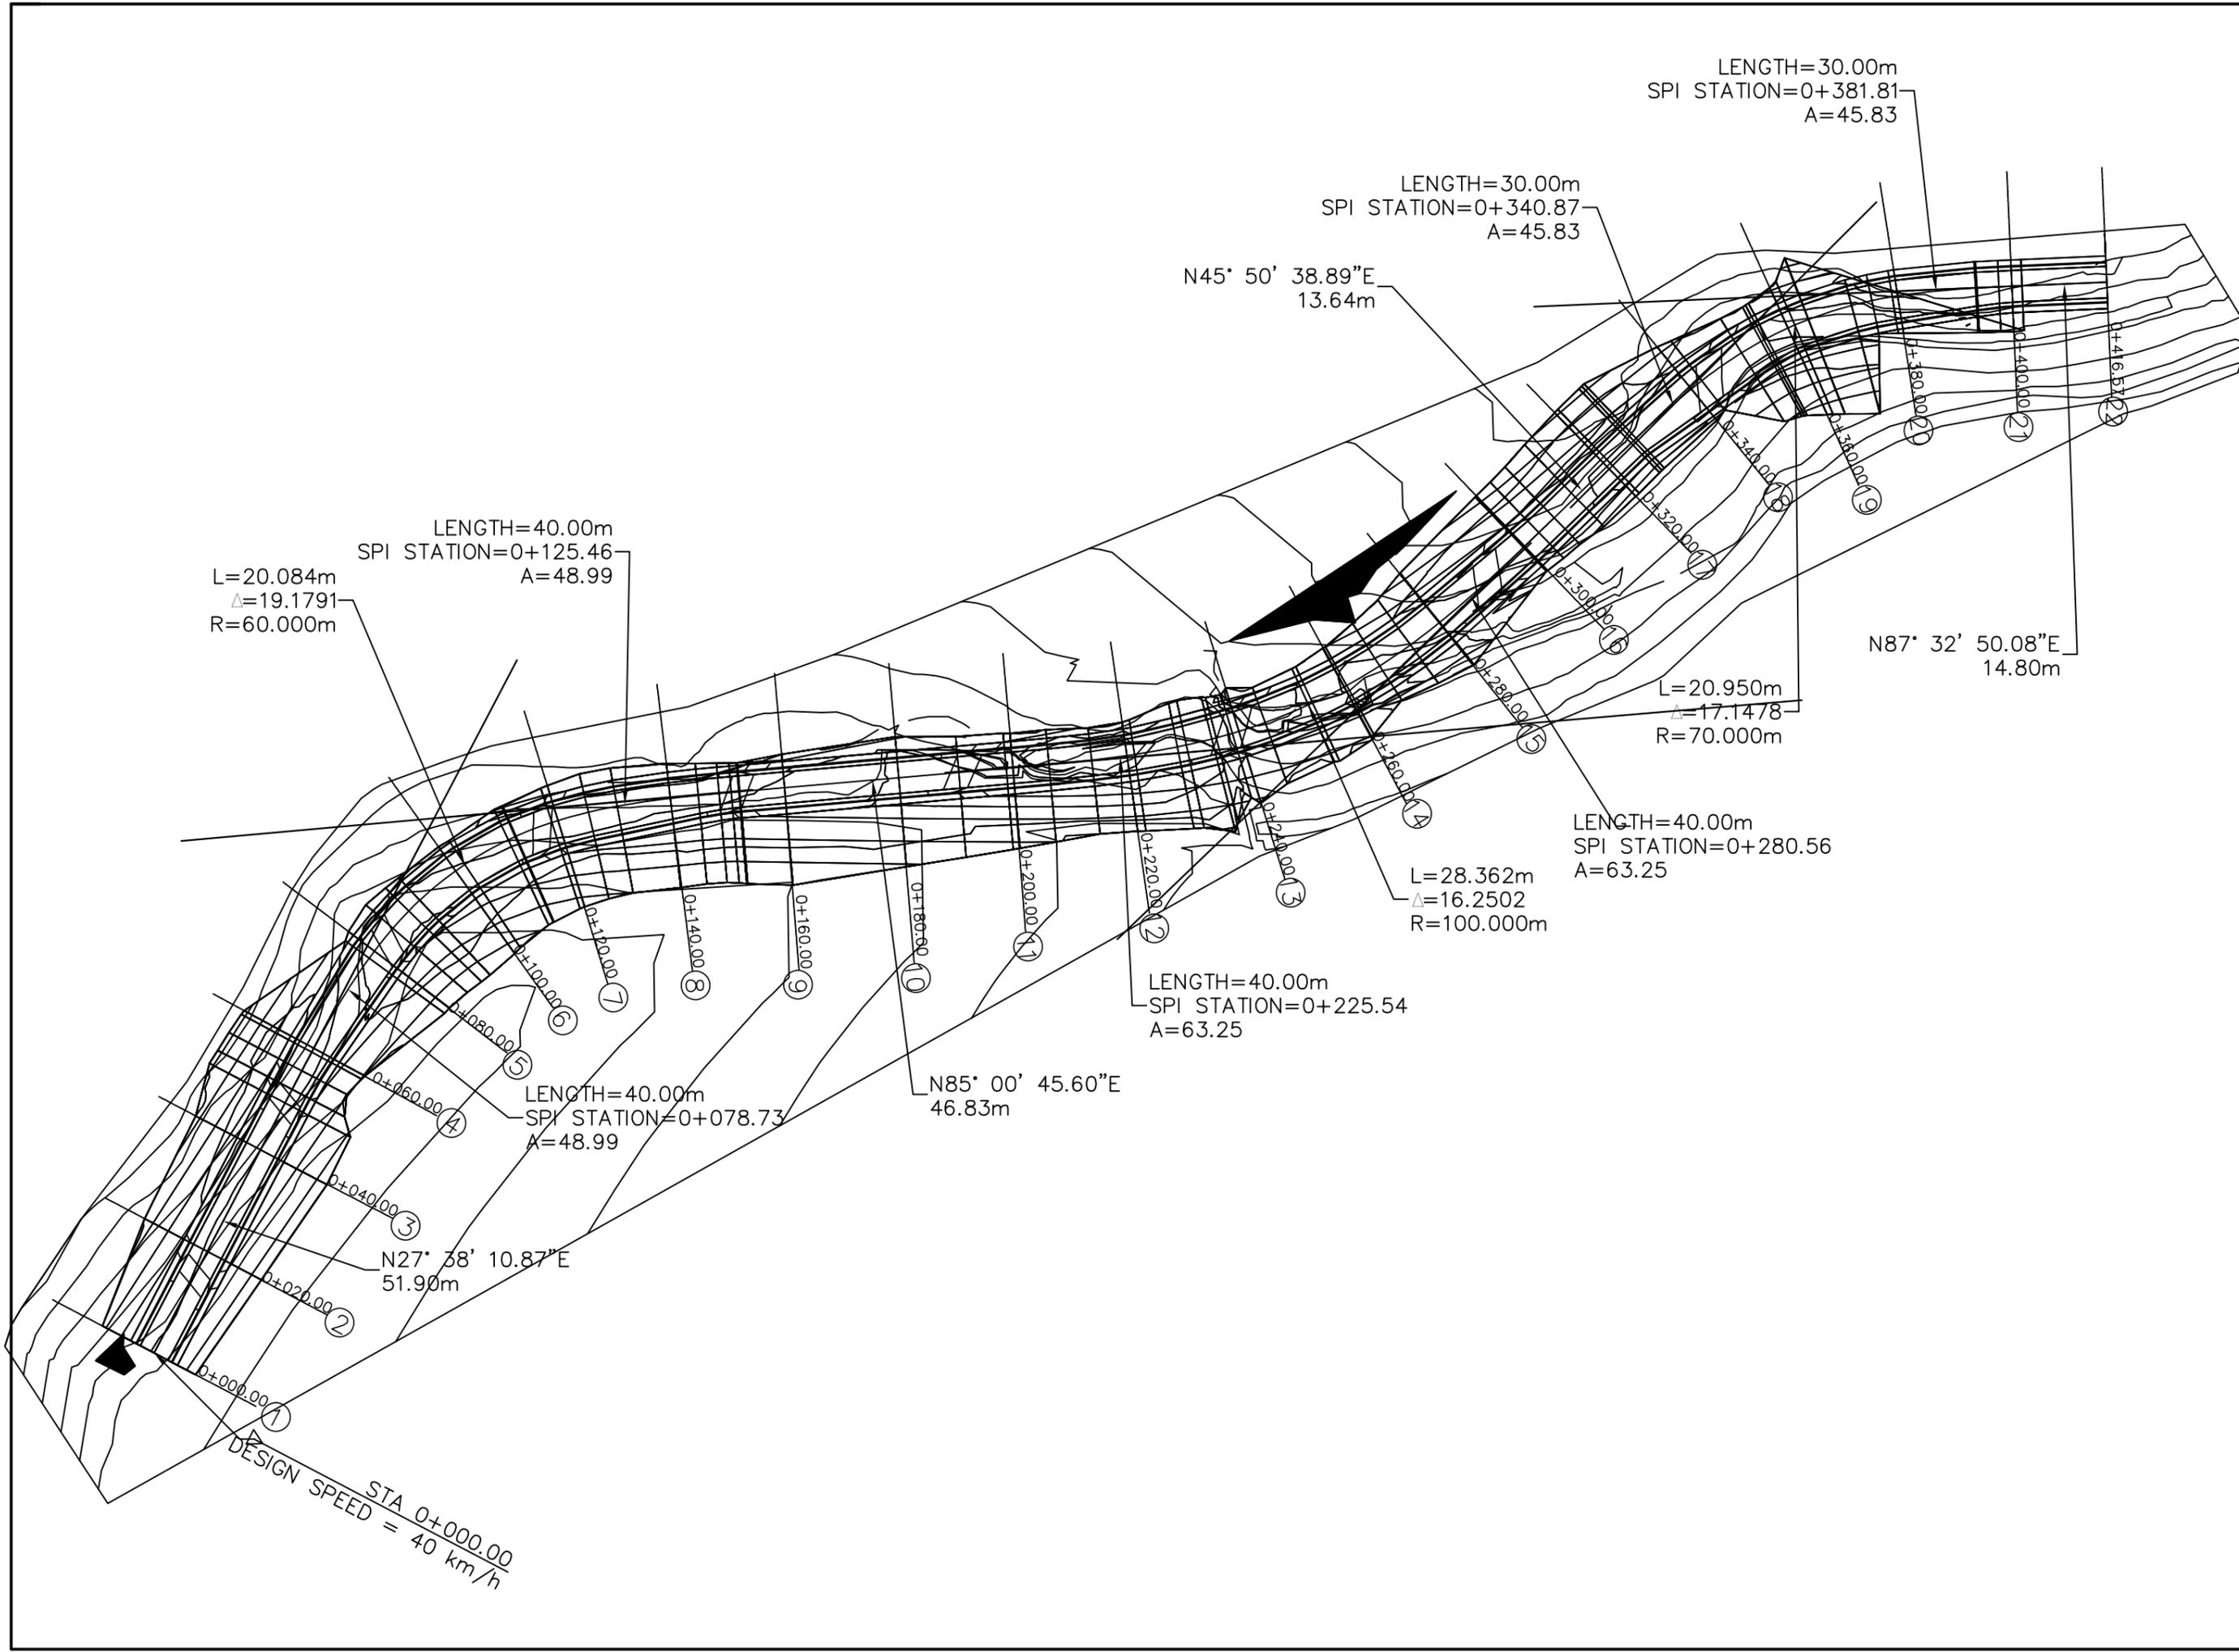 LENGTH=30.00m
SPI STATION=0+381.81
A=45.83
LENGTH=30.00m
SPI STATION=0+340.87
A=45.83
N45° 50' 38.89"E
13.64m
LENGTH=40.00m
SPI STATION=0+125.46
A=48.99
L=20.084m
Δ=19.1791
R=60.000m
N87° 32' 50.08"E
14.80m
L=20.950m
Δ=17.1478
R=70.000m
LENGTH=40.00m
SPI STATION=0+280.56
A=63.25
L=28.362m
Δ=16.2502
R=100.000m
LENGTH=40.00m
SPI STATION=0+225.54
A=63.25
N85° 00' 45.60"E
46.83m
LENGTH=40.00m
SPI STATION=0+078.73
A=48.99
N27° 38' 10.87"E
51.90m
0+000.00 1
0+020.00 2
0+040.00 3
0+060.00 4
0+080.00 5
0+100.00 6
0+120.00 7
0+140.00 8
0+160.00 9
0+180.00 10
0+200.00 11
0+220.00 12
0+240.00 13
0+260.00 14
0+280.00 15
0+300.00 16
0+320.00 17
0+340.00 18
0+360.00 19
0+380.00 20
0+400.00 21
0+416.57 22
STA 0+000.00
DESIGN SPEED = 40 km/h